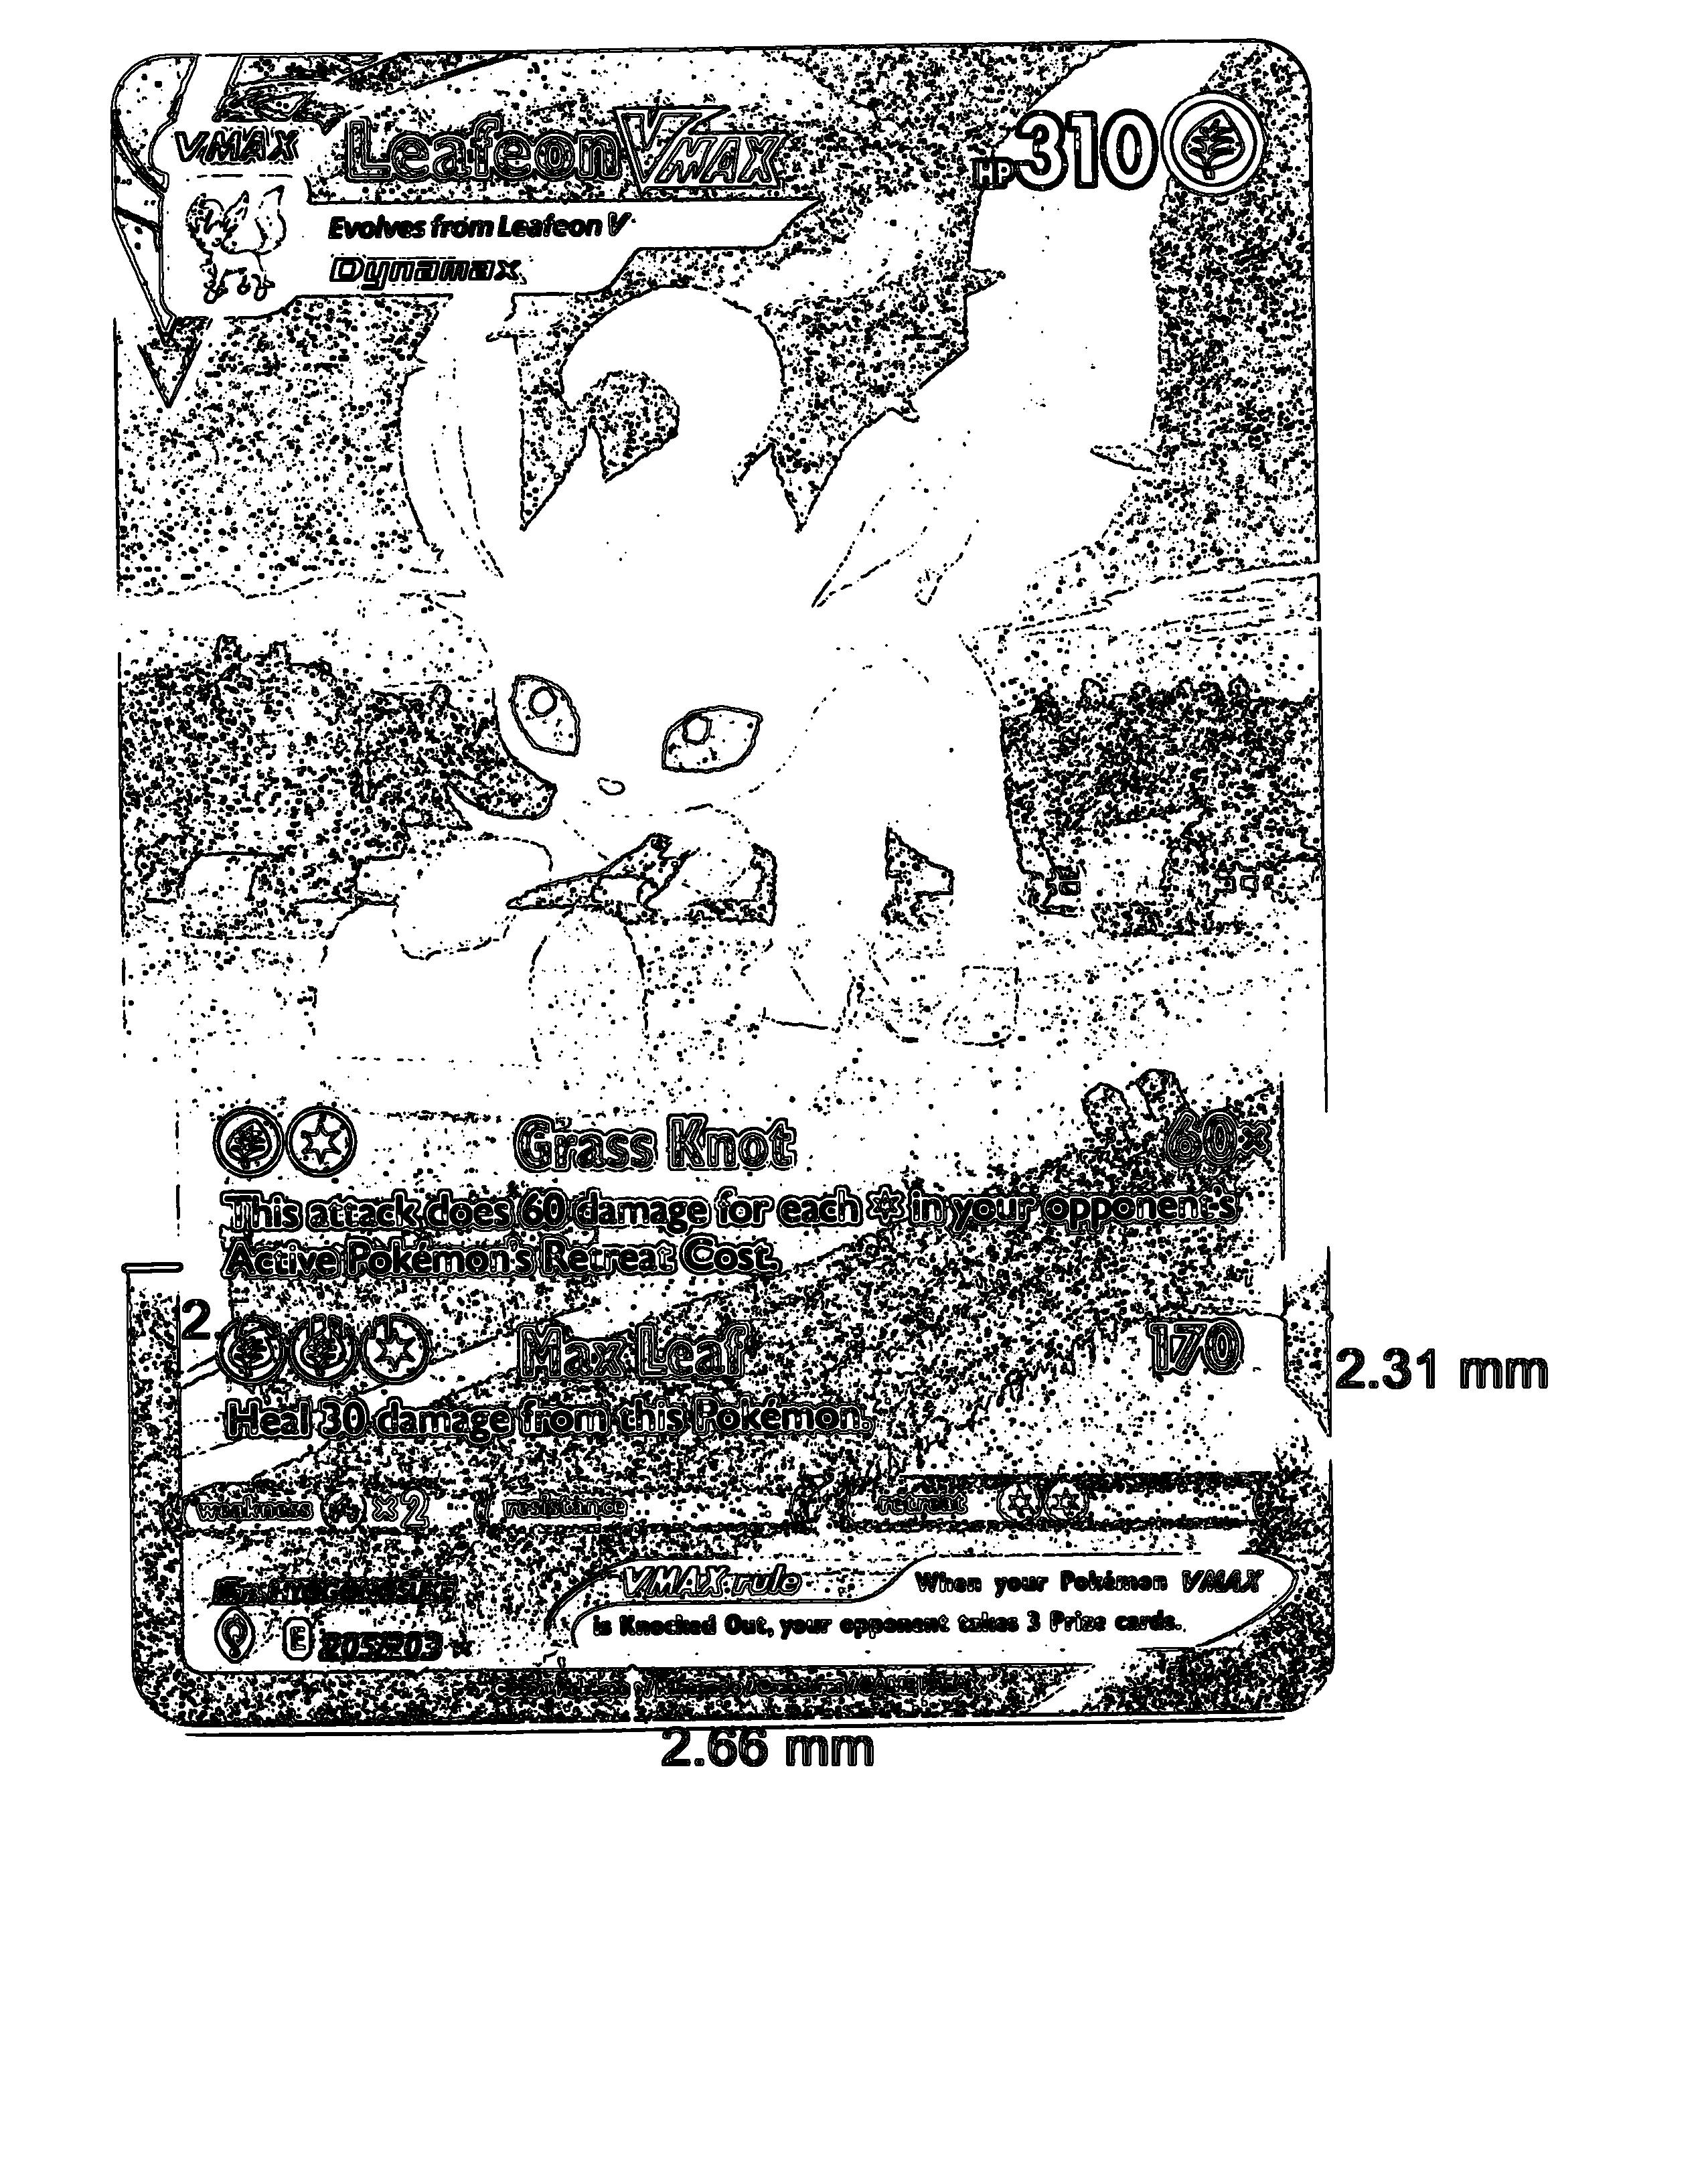 VMAX
Leafeon VMAX
HP 310
Evolves from Leafeon V
Dynamax
Grass Knot 60×
This attack does 60 damage for each in your opponent's
Active Pokémon's Retreat Cost.
2.
Max Leaf 170
2.31 mm
Heal 30 damage from this Pokémon.
weakness ×2 resistance retreat
VMAX rule When your Pokémon VMAX
is Knocked Out, your opponent takes 3 Prize cards.
E 205/203
2.66 mm